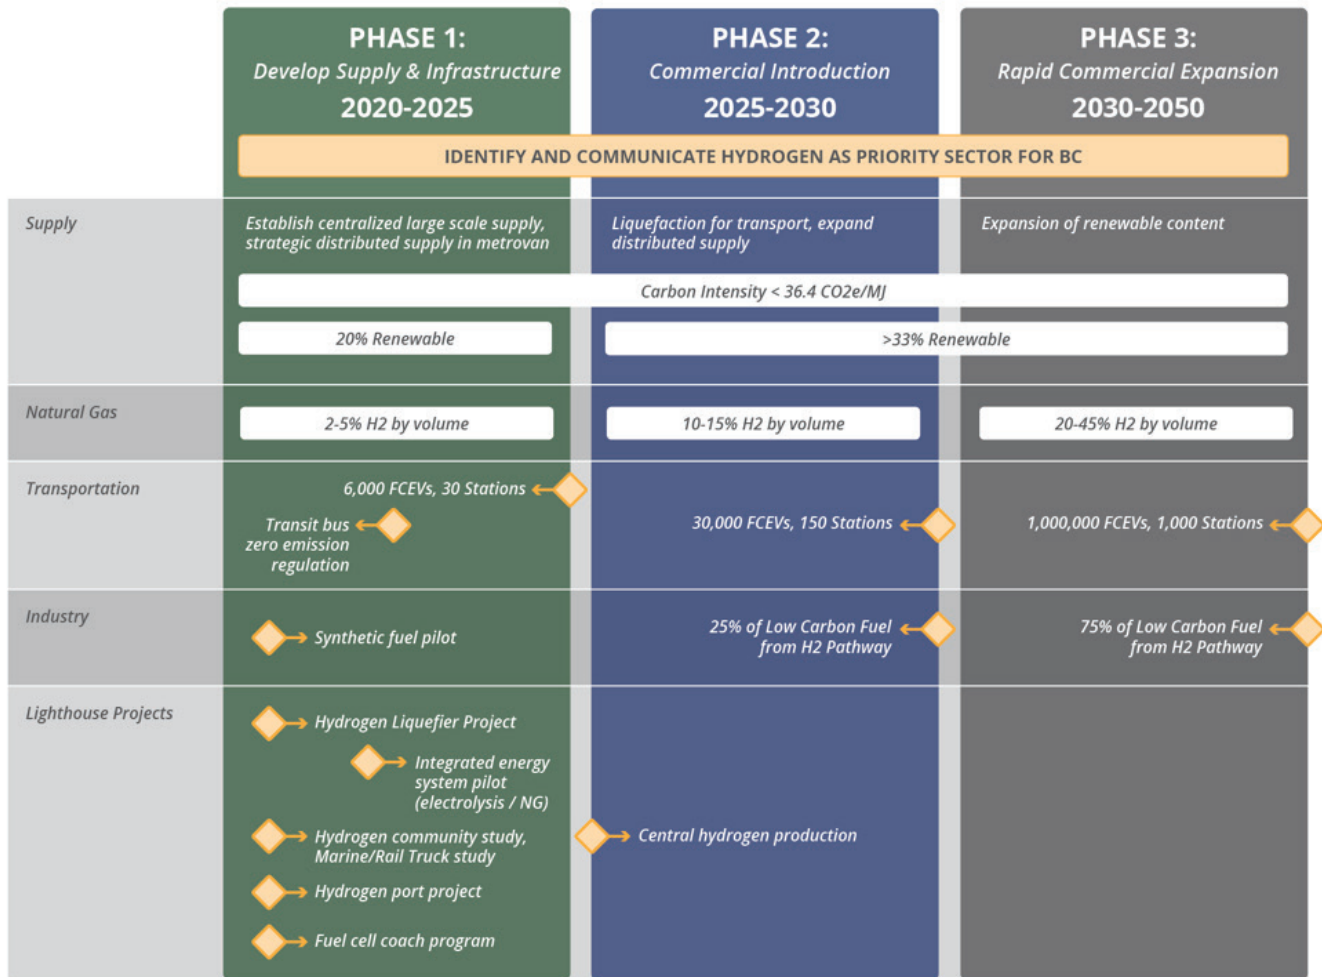 PHASE 1:
Develop Supply & Infrastructure
2020-2025
PHASE 2:
Commercial Introduction
2025-2030
PHASE 3:
Rapid Commercial Expansion
2030-2050
IDENTIFY AND COMMUNICATE HYDROGEN AS PRIORITY SECTOR FOR BC
Supply
Establish centralized large scale supply,
strategic distributed supply in metrovan
Liquefaction for transport, expand
distributed supply
Expansion of renewable content
Carbon Intensity < 36.4 CO2e/MJ
20% Renewable
>33% Renewable
Natural Gas
2-5% H2 by volume
10-15% H2 by volume
20-45% H2 by volume
Transportation
6,000 FCEVs, 30 Stations
Transit bus
zero emission
regulation
30,000 FCEVs, 150 Stations
1,000,000 FCEVs, 1,000 Stations
Industry
Synthetic fuel pilot
25% of Low Carbon Fuel
from H2 Pathway
75% of Low Carbon Fuel
from H2 Pathway
Lighthouse Projects
Hydrogen Liquefier Project
Integrated energy
system pilot
(electrolysis / NG)
Hydrogen community study,
Marine/Rail Truck study
Central hydrogen production
Hydrogen port project
Fuel cell coach program